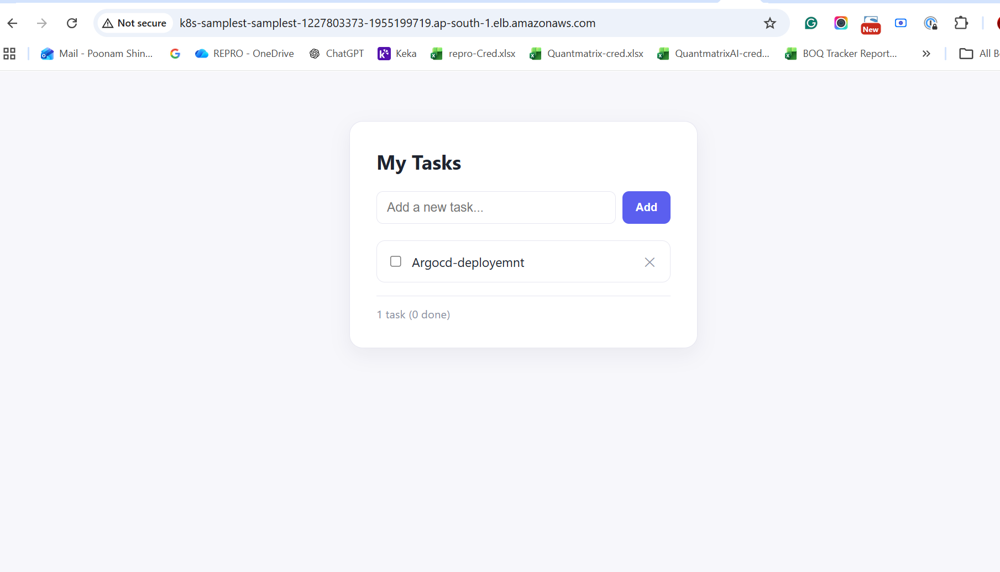 Not secure k8s-samplest-samplest-1227803373-1955199719.ap-south-1.elb.amazonaws.com New
Mail - Poonam Shin... REPRO - OneDrive ChatGPT Keka repro-Cred.xlsx Quantmatrix-cred.xlsx QuantmatrixAI-cred... BOQ Tracker Report... » All B
My Tasks
Add a new task... Add
Argocd-deployemnt
1 task (0 done)